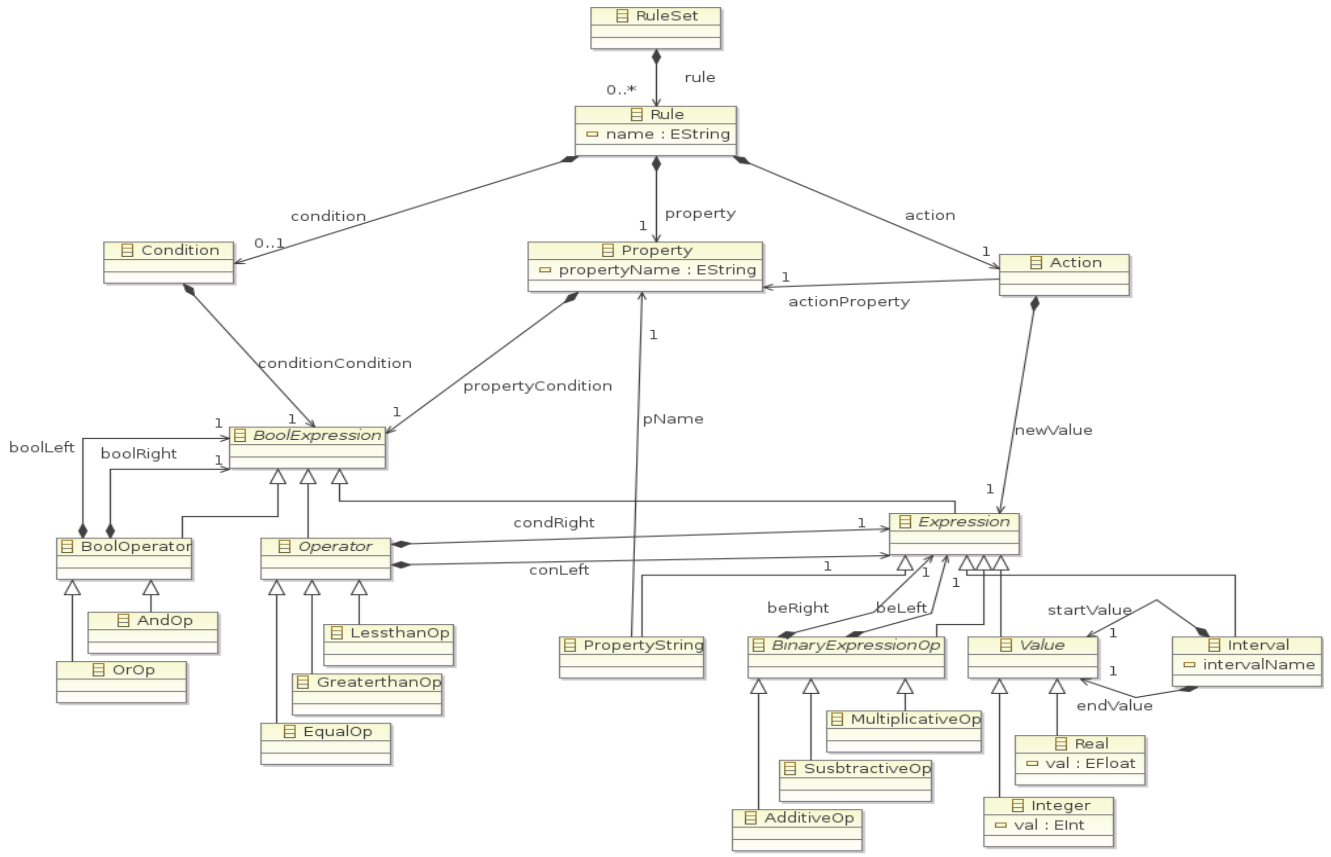 RuleSet
rule
0..*
Rule
name : EString
condition
property
action
0..1
1
1
Condition
Property
propertyName : EString
Action
1
actionProperty
1
conditionCondition
propertyCondition
pName
newValue
1
1
1
boolLeft
boolRight
1
BoolExpression
1
Expression
condRight
1
BoolOperator
Operator
conLeft
1
1
1
AndOp
OrOp
LessthanOp
GreaterthanOp
EqualOp
PropertyString
beRight
beLeft
BinaryExpressionOp
Value
startValue
1
Interval
intervalName
1
endValue
MultiplicativeOp
SusbtractiveOp
AdditiveOp
Real
val : EFloat
Integer
val : EInt